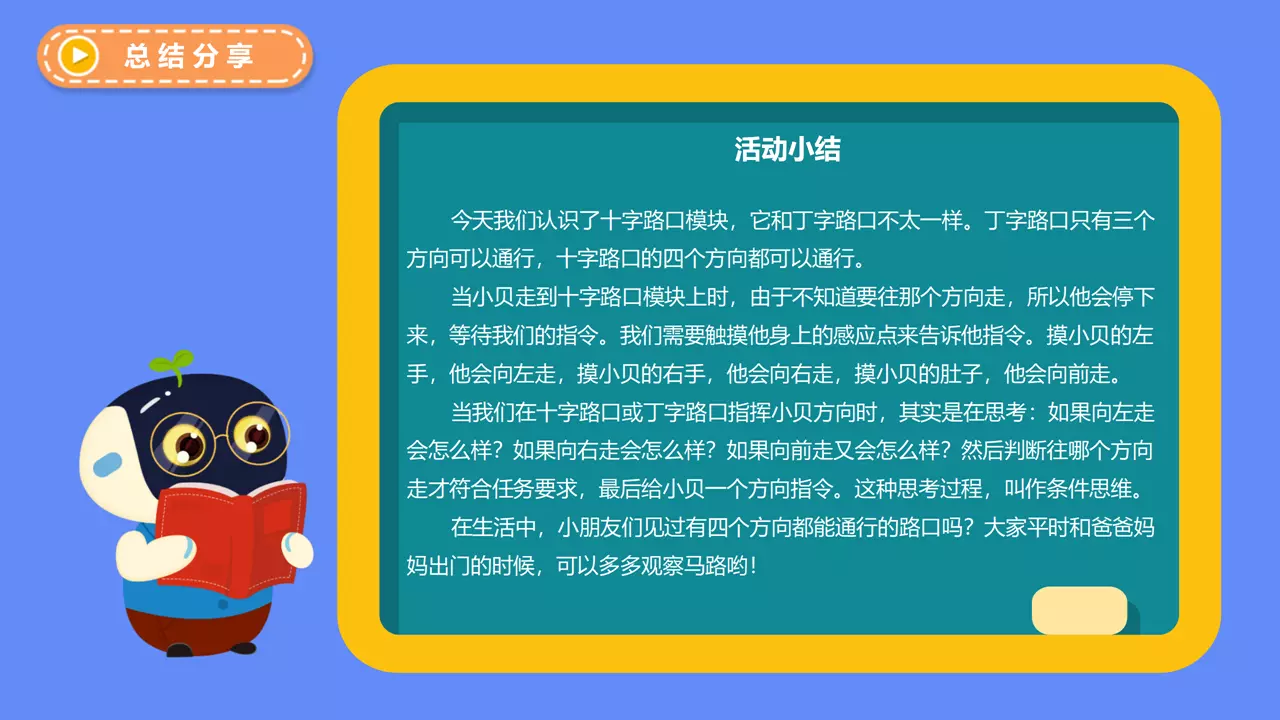 总结分享
活动小结
今天我们认识了十字路口模块，它和丁字路口不太一样。丁字路口只有三个
方向可以通行，十字路口的四个方向都可以通行。
当小贝走到十字路口模块上时，由于不知道要往那个方向走，所以他会停下
来，等待我们的指令。我们需要触摸他身上的感应点来告诉他指令。摸小贝的左
手，他会向左走，摸小贝的右手，他会向右走，摸小贝的肚子，他会向前走。
当我们在十字路口或丁字路口指挥小贝方向时，其实是在思考：如果向左走
会怎么样？如果向右走会怎么样？如果向前走又会怎么样？然后判断往哪个方向
走才符合任务要求，最后给小贝一个方向指令。这种思考过程，叫作条件思维。
在生活中，小朋友们见过有四个方向都能通行的路口吗？大家平时和爸爸妈
妈出门的时候，可以多多观察马路哟！